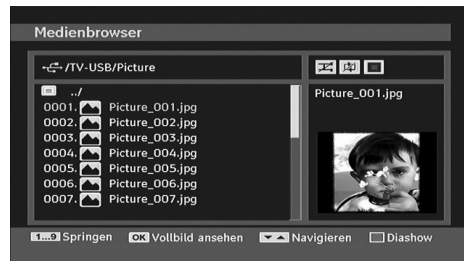 Medienbrowser
/TV-USB/Picture
../
Picture_001.jpg
0001. Picture_001.jpg
0002. Picture_002.jpg
0003. Picture_003.jpg
0004. Picture_004.jpg
0005. Picture_005.jpg
0006. Picture_006.jpg
0007. Picture_007.jpg
1...9 Springen OK Vollbild ansehen Navigieren Diashow